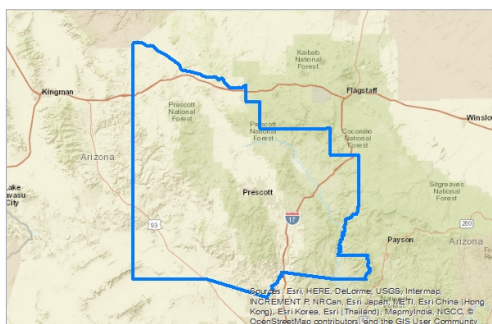 Kaibab
National
Forest
Kingman
Flagstaff
Prescott
National
Forest
Winslow
Prescott
National
Forest
Coconino
National
Forest
Arizona
Sitgreaves
National
Forest
Lake
Havasu
City
Prescott
17
93
260
Payson
Arizona
Sources: Esri, HERE, DeLorme, USGS, Intermap,
INCREMENT P, NRCan, Esri Japan, METI, Esri China (Hong
Kong), Esri Korea, Esri (Thailand), MapmyIndia, NGCC, ©
OpenStreetMap contributors, and the GIS User Community